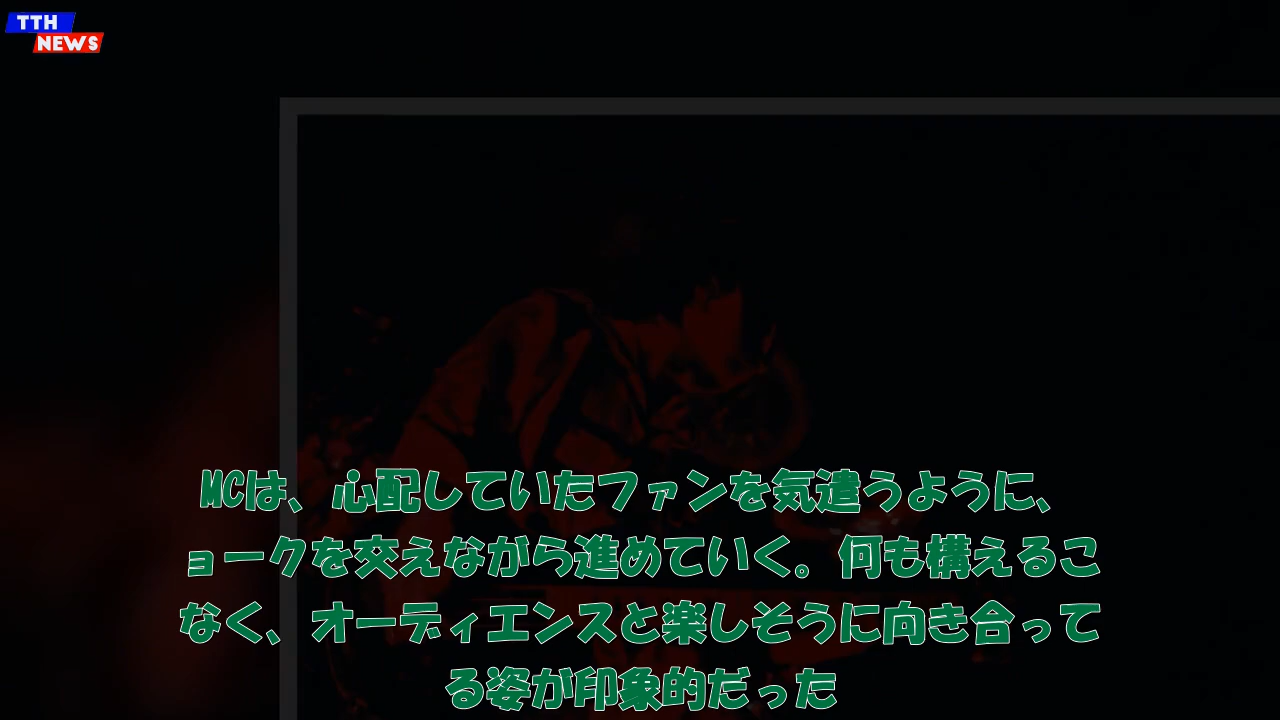 TTH
NEWS
MCは、心配していたファンを気遣うように、
ョークを交えながら進めていく。何も構えるこ
なく、オーディエンスと楽しそうに向き合って
る姿が印象的だった